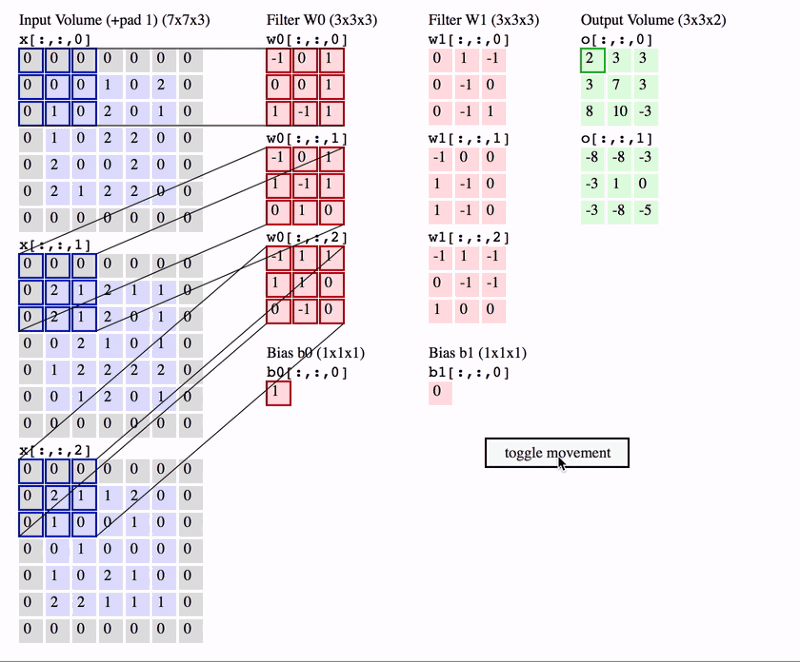 Input Volume (+pad 1) (7x7x3)
x[:,:,0]
0 0 0 0 0 0 0
0 0 0 1 0 2 0
0 1 0 2 0 1 0
0 1 0 2 2 0 0
0 2 0 0 2 0 0
0 2 1 2 2 0 0
0 0 0 0 0 0 0
x[:,:,1]
0 0 0 0 0 0 0
0 2 1 2 1 1 0
0 2 1 2 0 1 0
0 0 2 1 0 1 0
0 1 2 2 2 2 0
0 0 1 2 0 1 0
0 0 0 0 0 0 0
x[:,:,2]
0 0 0 0 0 0 0
0 2 1 1 2 0 0
0 1 0 0 1 0 0
0 0 1 0 0 0 0
0 1 0 2 1 0 0
0 2 2 1 1 1 0
0 0 0 0 0 0 0
Filter W0 (3x3x3)
w0[:,:,0]
-1 0 1
0 0 1
1 -1 1
w0[:,:,1]
-1 0 1
1 -1 1
0 1 0
w0[:,:,2]
-1 1 1
1 1 0
0 -1 0
Bias b0 (1x1x1)
b0[:,:,0]
1
Filter W1 (3x3x3)
w1[:,:,0]
0 1 -1
0 -1 0
0 -1 1
w1[:,:,1]
-1 0 0
1 -1 0
1 -1 0
w1[:,:,2]
-1 1 -1
0 -1 -1
1 0 0
Bias b1 (1x1x1)
b1[:,:,0]
0
Output Volume (3x3x2)
o[:,:,0]
2 3 3
3 7 3
8 10 -3
o[:,:,1]
-8 -8 -3
-3 1 0
-3 -8 -5
toggle movement